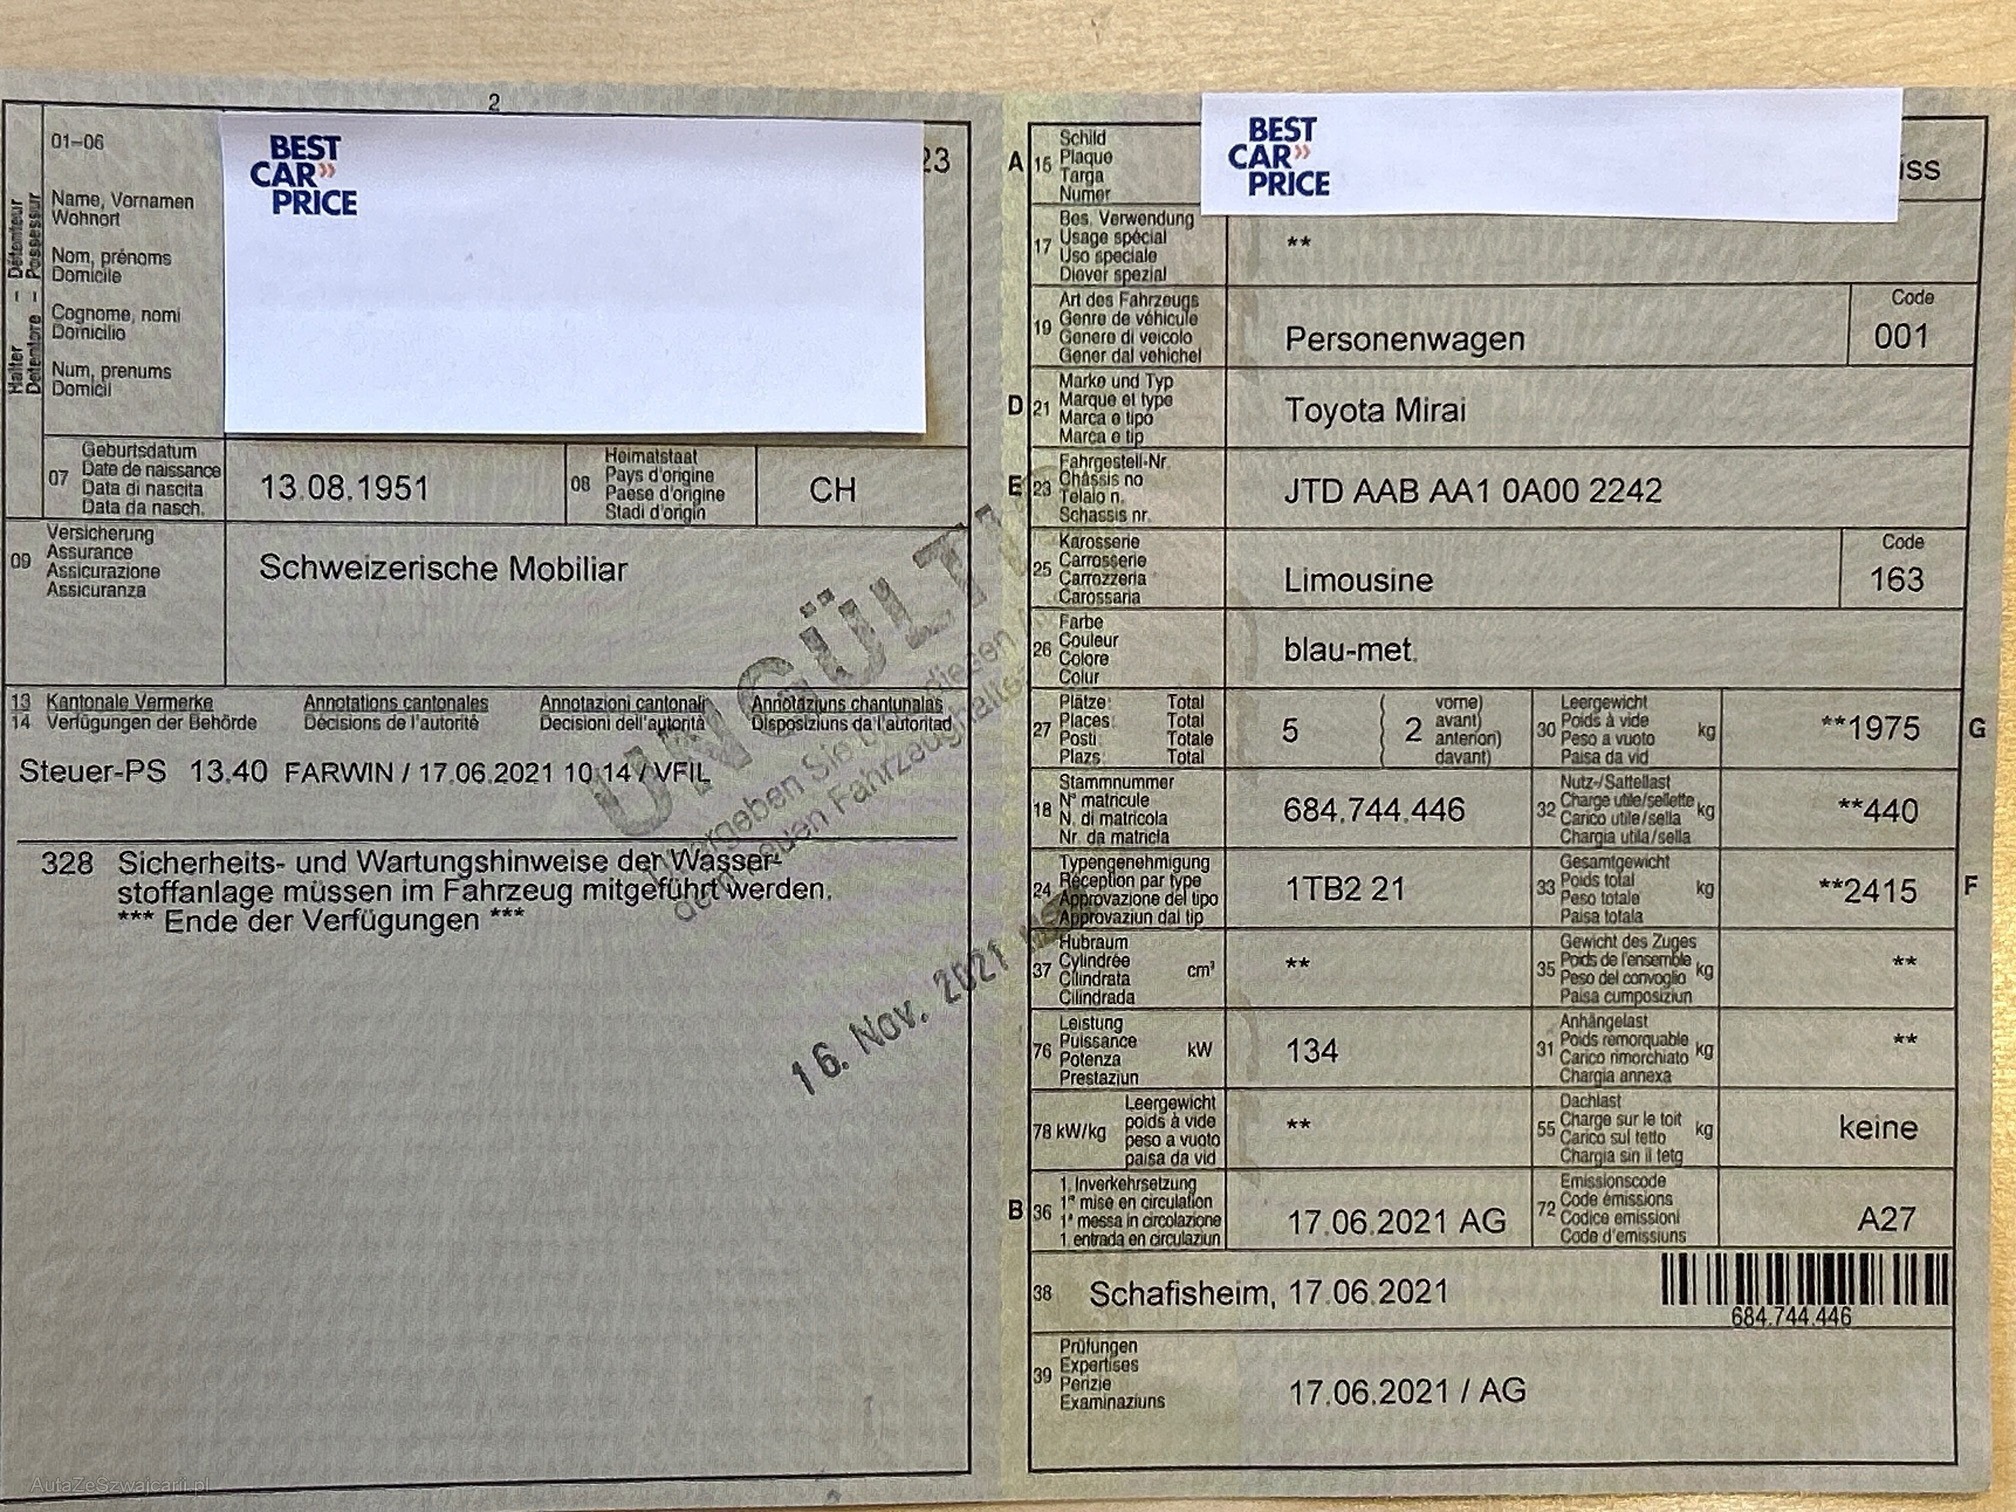 2
01–06
BEST
CAR»
PRICE
23
Halter – Détenteur
Detentore – Possessur
Name, Vornamen
Wohnort
Nom, prénoms
Domicile
Cognome, nomi
Domicilio
Num, prenums
Domicil
07
Geburtsdatum
Date de naissance
Data di nascita
Data da nasch.
13.08.1951
08
Heimatstaat
Pays d'origine
Paese d'origine
Stadi d'origin
CH
09
Versicherung
Assurance
Assicurazione
Assicuranza
Schweizerische Mobiliar
13 Kantonale Vermerke Annotations cantonales Annotazioni cantonali Annotaziuns chantunalas
14 Verfügungen der Behörde Décisions de l'autorité Decisioni dell'autorità Disposiziuns da l'autoritad
Steuer-PS 13.40 FARWIN / 17.06.2021 10:14 / VFIL
328 Sicherheits- und Wartungshinweise der Wasser-
stoffanlage müssen im Fahrzeug mitgeführt werden.
*** Ende der Verfügungen ***
UNGÜLT
Sie diesen
neuen
16. Nov. 2021
A
15
Schild
Plaque
Targa
Numer
BEST
CAR»
PRICE
iss
17
Bes. Verwendung
Usage spécial
Uso speciale
Diever spezial
**
19
Art des Fahrzeugs
Genre de véhicule
Genere di veicolo
Gener dal vehichel
Personenwagen
Code
001
D
21
Marke und Typ
Marque et type
Marca e tipo
Marca e tip
Toyota Mirai
E
23
Fahrgestell-Nr.
Châssis no
Telaio n.
Schassis nr.
JTD AAB AA1 0A00 2242
25
Karosserie
Carrosserie
Carrozzeria
Carossaria
Limousine
Code
163
26
Farbe
Couleur
Colore
Colur
blau-met.
27
Plätze: Total
Places: Total
Posti: Totale
Plazs: Total
5
( 2
vorne)
avant)
anteriori)
davant)
30
Leergewicht
Poids à vide
Peso a vuoto
Paisa da vid
kg
**1975
G
18
Stammnummer
N° matricule
N. di matricola
Nr. da matricla
684.744.446
32
Nutz-/Sattellast
Charge utile/sellette
Carico utile/sella
Chargia utila/sella
kg
**440
24
Typengenehmigung
Réception par type
Approvazione del tipo
Approvaziun dal tip
1TB2 21
33
Gesamtgewicht
Poids total
Peso totale
Paisa totala
kg
**2415
F
37
Hubraum
Cylindrée
Cilindrata
Cilindrada
cm³
**
35
Gewicht des Zuges
Poids de l'ensemble
Peso del convoglio
Paisa cumposiziun
kg
**
76
Leistung
Puissance
Potenza
Prestaziun
kW
134
31
Anhängelast
Poids remorquable
Carico rimorchiato
Chargia annexa
kg
**
78 kW/kg
Leergewicht
poids à vide
peso a vuoto
paisa da vid
**
55
Dachlast
Charge sur le toit
Carico sul tetto
Chargia sin il tetg
kg
keine
B
36
1. Inverkehrsetzung
1re mise en circulation
1a messa in circolazione
1. entrada en circulaziun
17.06.2021 AG
72
Emissionscode
Code émissions
Codice emissioni
Code d'emissiuns
A27
38
Schafisheim, 17.06.2021
684.744.446
39
Prüfungen
Expertises
Perizie
Examinaziuns
17.06.2021 / AG
AutaZeSzwajcarii.pl